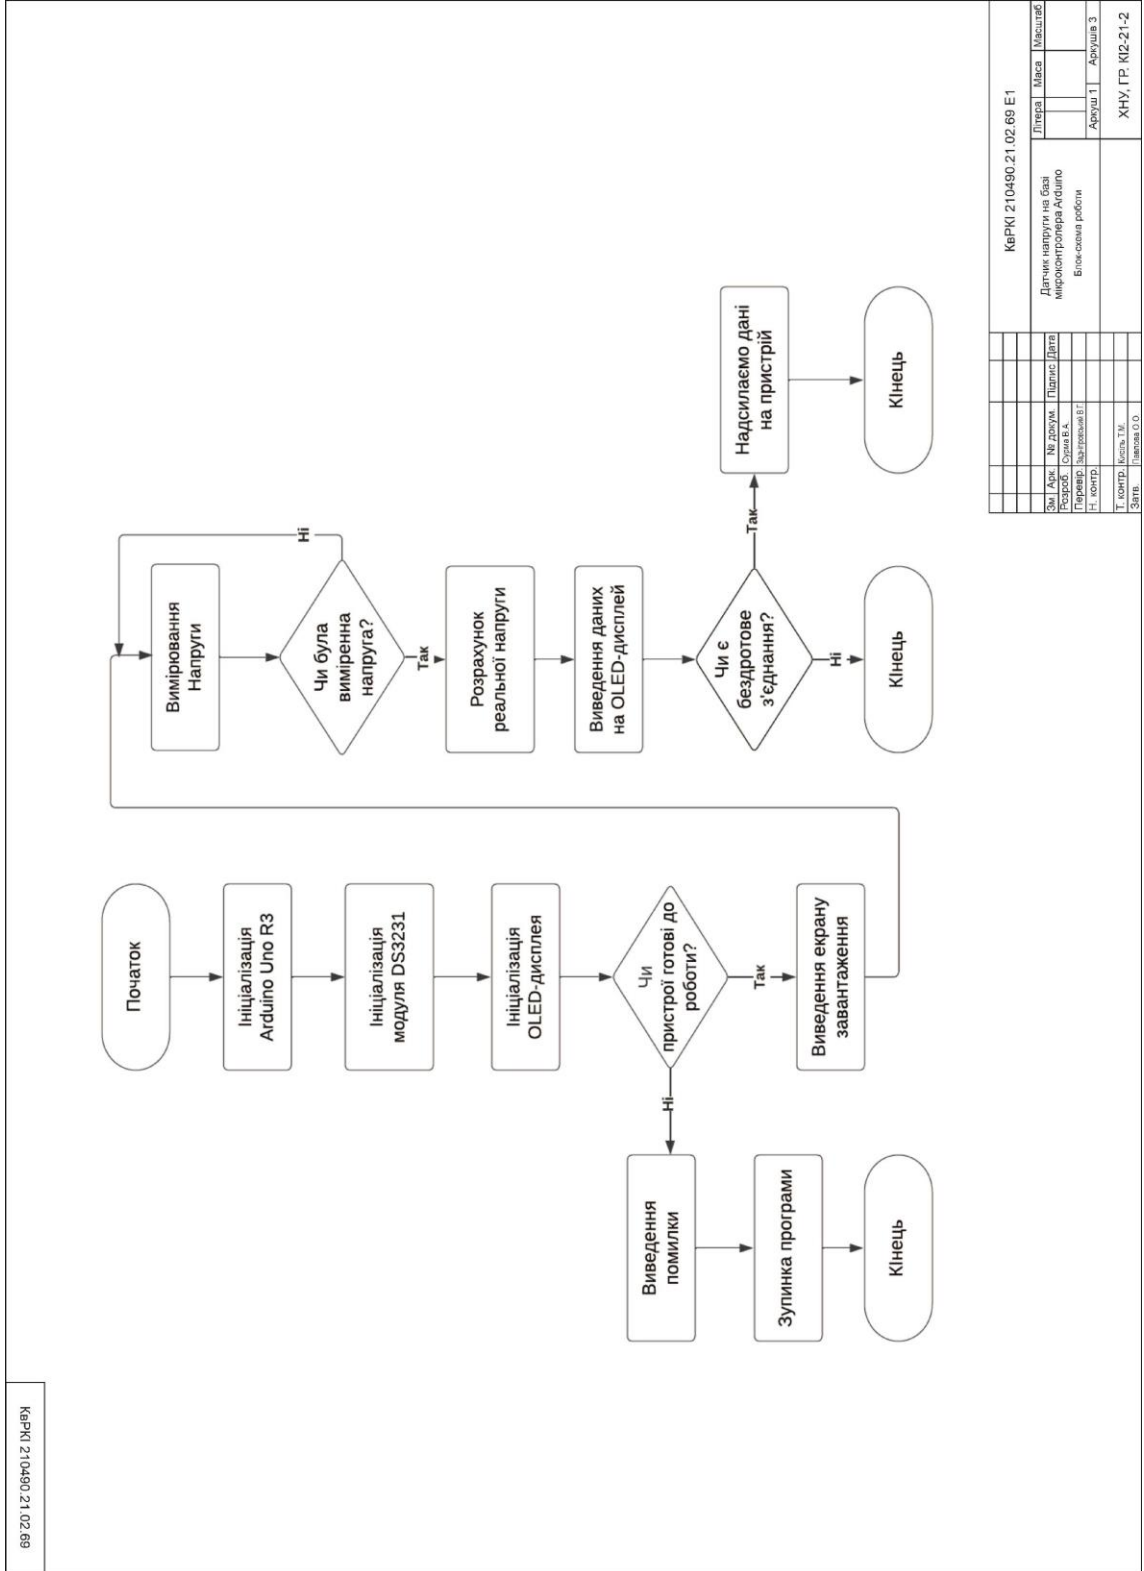 КвРКІ 210490.21.02.69
Початок
Ініціалізація
Arduino Uno R3
Ініціалізація
модуля DS3231
Ініціалізація
OLED-дисплея
Чи
пристрої готові до
роботи?
Ні
Так
Виведення
помилки
Зупинка програми
Кінець
Виведення екрану
завантаження
Вимірювання
Напруги
Чи була
виміренна
напруга?
Ні
Так
Розрахунок
реальної напруги
Виведення даних
на OLED-дисплей
Чи є
бездротове
з'єднання?
Так
Ні
Надсилаємо дані
на пристрій
Кінець
Кінець
КвРКІ 210490.21.02.69 Е1
Зм. Арк. № докум. Підпис Дата
Розроб. Сурма В.А.
Перевір.
Н. контр.
Т. контр. Кисіль Т.М.
Затв. Павлова О.О.
Датчик напруги на базі
мікроконтролера Arduino
Блок-схема роботи
Літера Маса Масштаб
Аркуш 1 Аркушів 3
ХНУ, ГР. КІ2-21-2